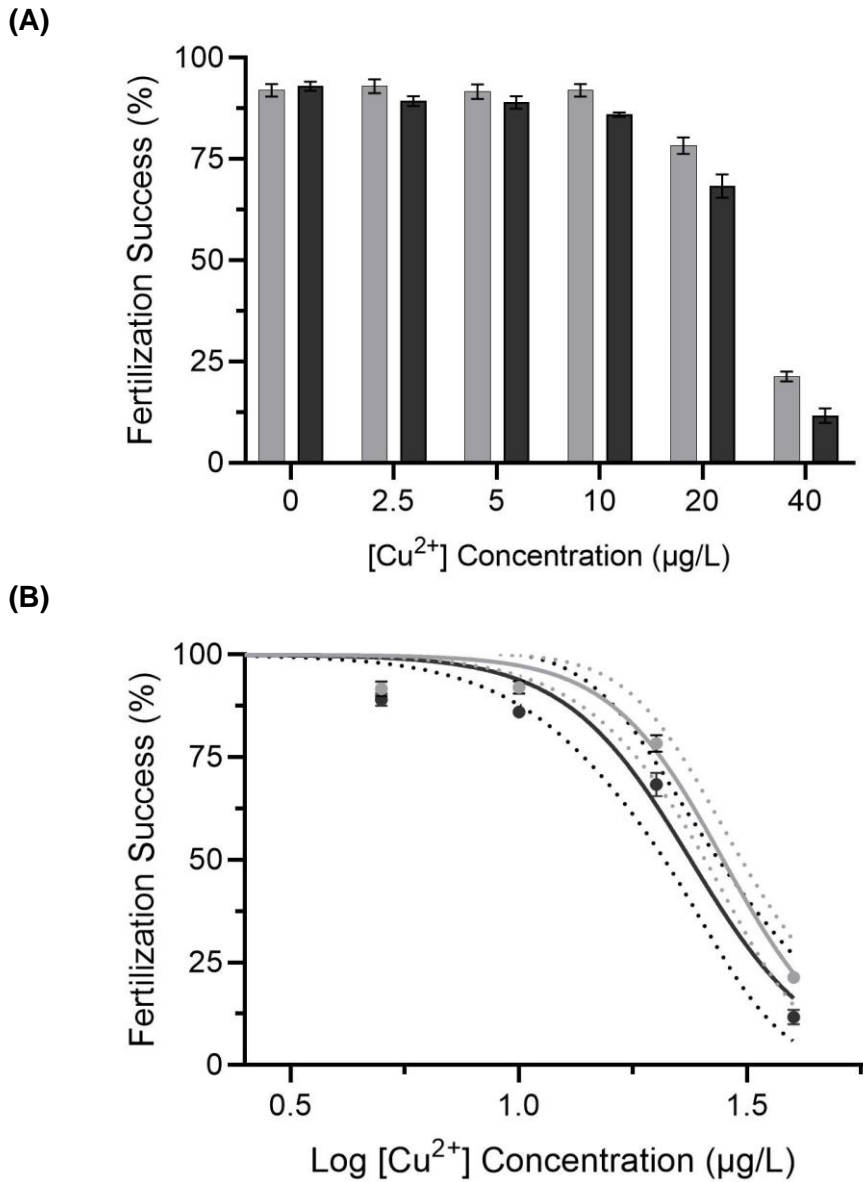 (A)
100
75
50
25
0
Fertilization Success (%)
0 2.5 5 10 20 40
[Cu²⁺] Concentration (µg/L)
(B)
100
75
50
25
0
Fertilization Success (%)
0.5 1.0 1.5
Log [Cu²⁺] Concentration (µg/L)